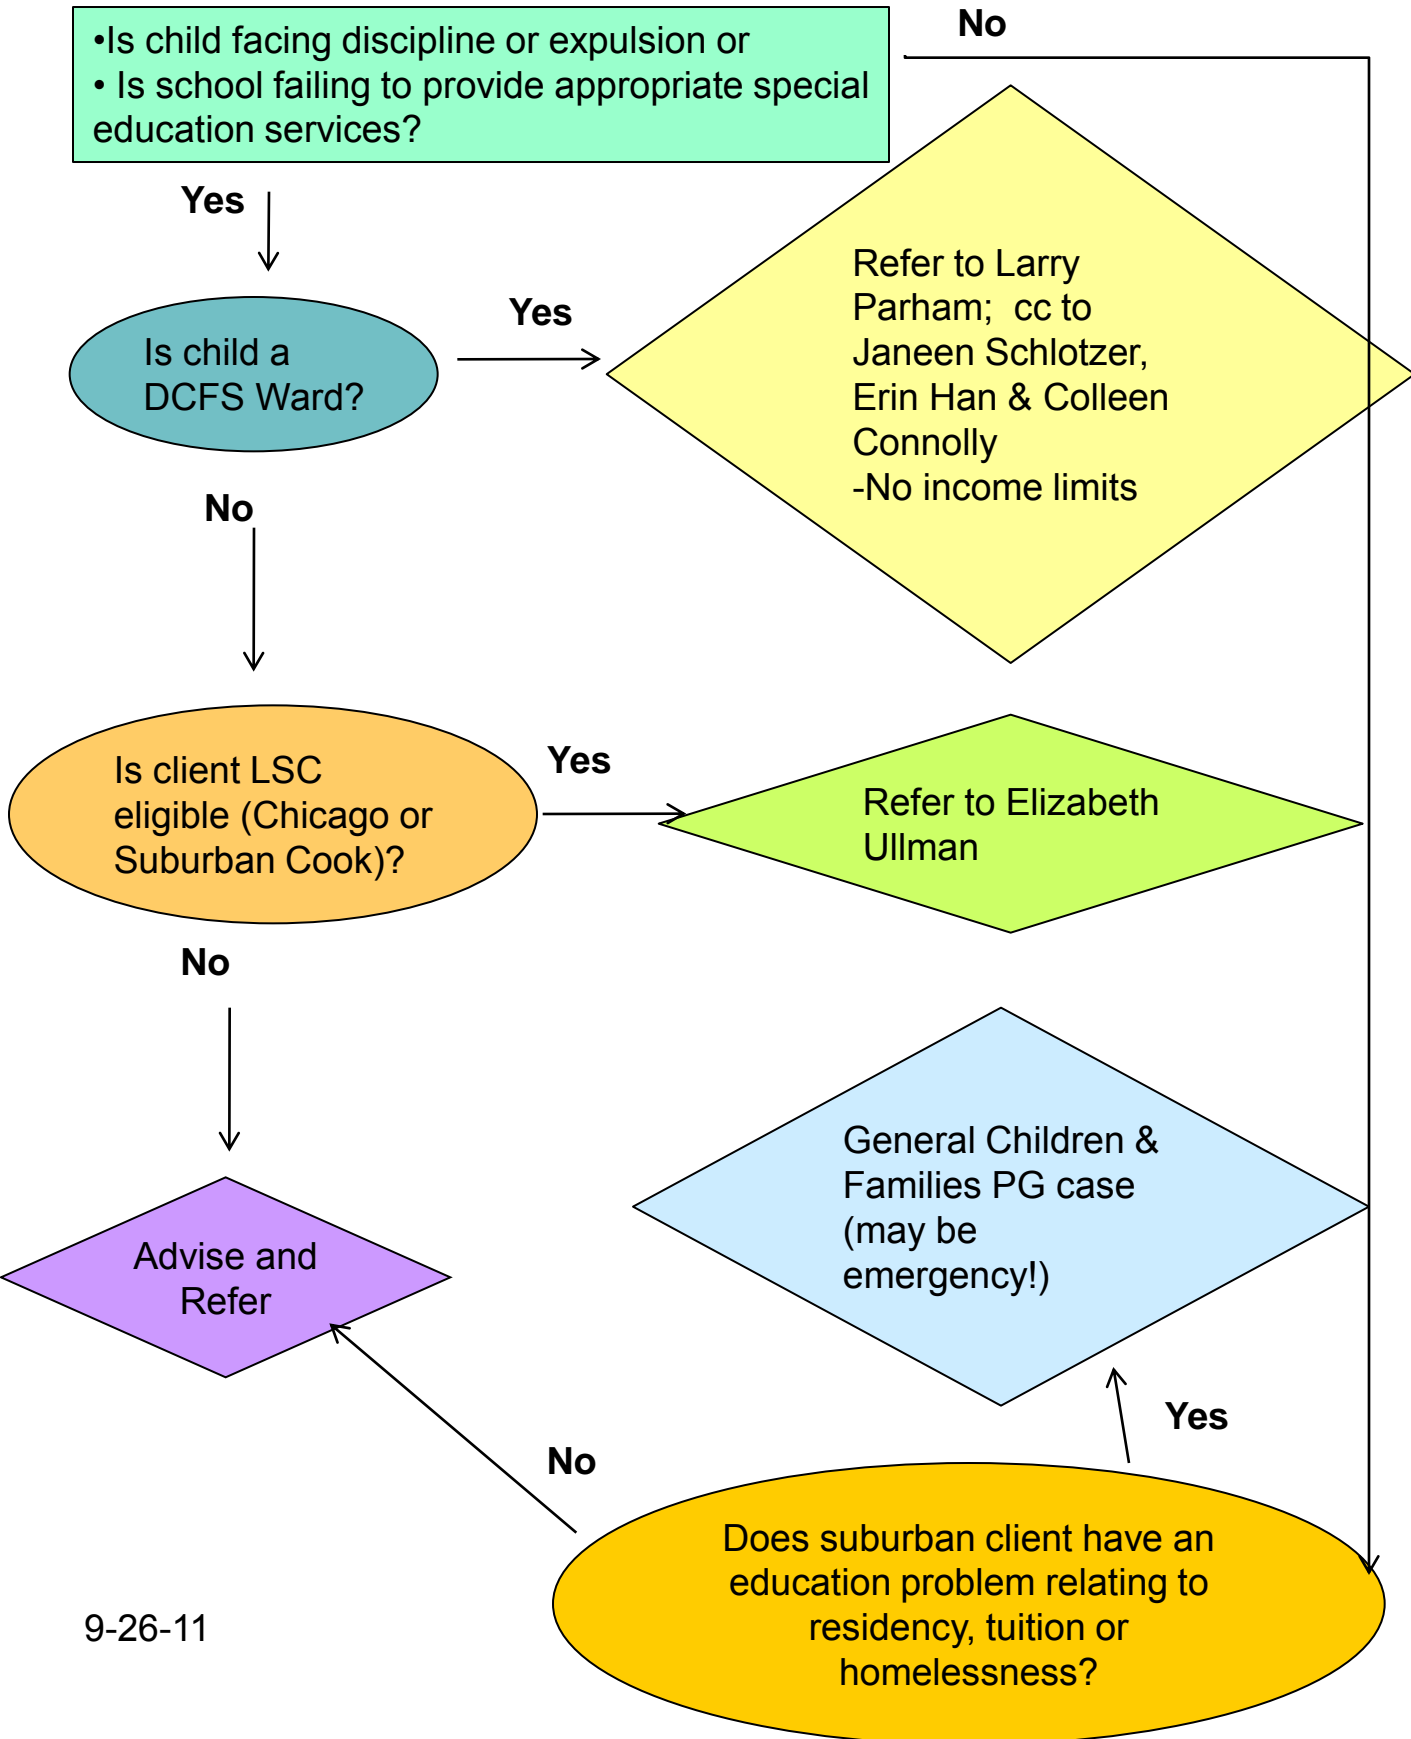 •Is child facing discipline or expulsion or
• Is school failing to provide appropriate special
education services?
No
Yes
Is child a
DCFS Ward?
Yes
Refer to Larry
Parham;  cc to
Janeen Schlotzer,
Erin Han & Colleen
Connolly
-No income limits
No
Is client LSC
eligible (Chicago or
Suburban Cook)?
Yes
Refer to Elizabeth
Ullman
No
Advise and
Refer
General Children &
Families PG case
(may be
emergency!)
Yes
No
Does suburban client have an
education problem relating to
residency, tuition or
homelessness?
9-26-11